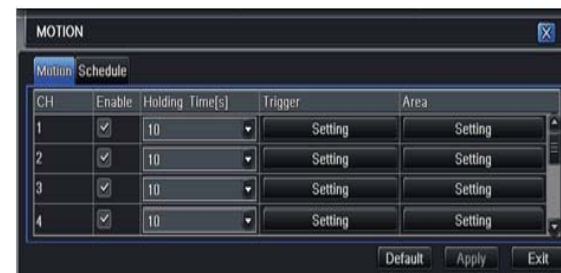 MOTION X
Motion Schedule
CH Enable Holding Time[s] Trigger Area
1 10 Setting Setting
2 10 Setting Setting
3 10 Setting Setting
4 10 Setting Setting
Default Apply Exit